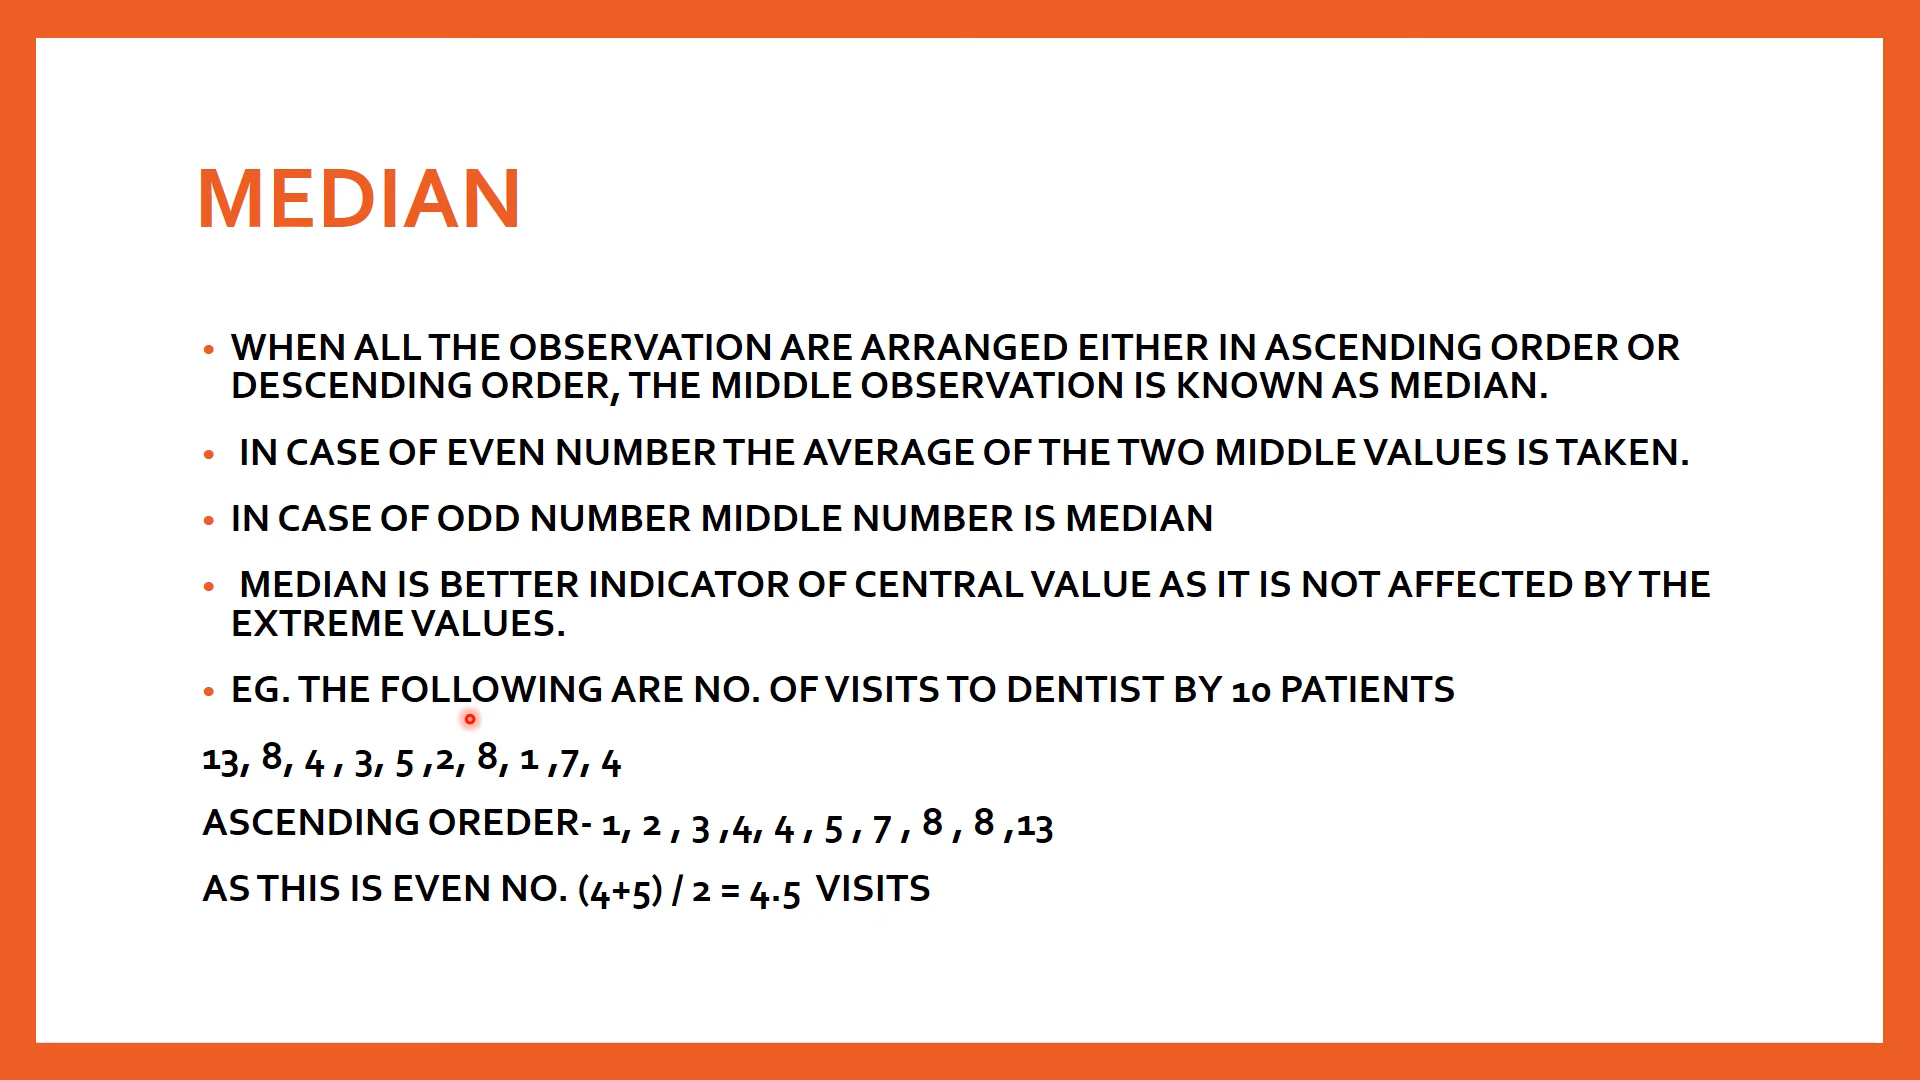 MEDIAN
• WHEN ALL THE OBSERVATION ARE ARRANGED EITHER IN ASCENDING ORDER OR
DESCENDING ORDER, THE MIDDLE OBSERVATION IS KNOWN AS MEDIAN.
• IN CASE OF EVEN NUMBER THE AVERAGE OF THE TWO MIDDLE VALUES IS TAKEN.
• IN CASE OF ODD NUMBER MIDDLE NUMBER IS MEDIAN
• MEDIAN IS BETTER INDICATOR OF CENTRAL VALUE AS IT IS NOT AFFECTED BY THE
EXTREME VALUES.
• EG. THE FOLLOWING ARE NO. OF VISITS TO DENTIST BY 10 PATIENTS
13, 8, 4 , 3, 5 ,2, 8, 1 ,7, 4
ASCENDING OREDER- 1, 2 , 3 ,4, 4 , 5 , 7 , 8 , 8 ,13
AS THIS IS EVEN NO. (4+5) / 2 = 4.5 VISITS